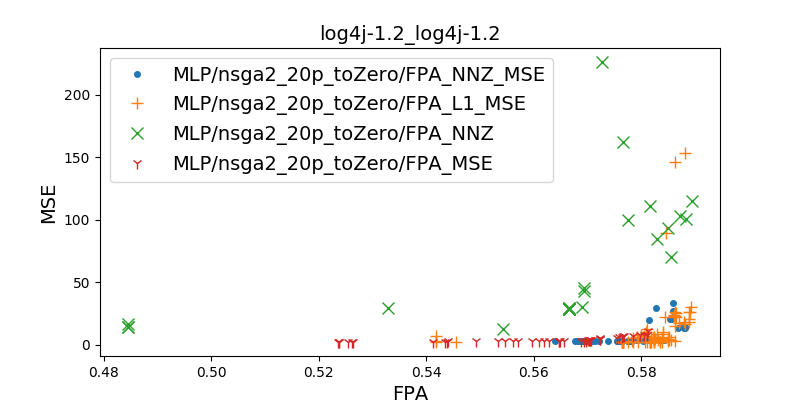 log4j-1.2_log4j-1.2
MLP/nsga2_20p_toZero/FPA_NNZ_MSE
MLP/nsga2_20p_toZero/FPA_L1_MSE
MLP/nsga2_20p_toZero/FPA_NNZ
MLP/nsga2_20p_toZero/FPA_MSE
MSE
200
150
100
50
0
0.48 0.50 0.52 0.54 0.56 0.58
FPA